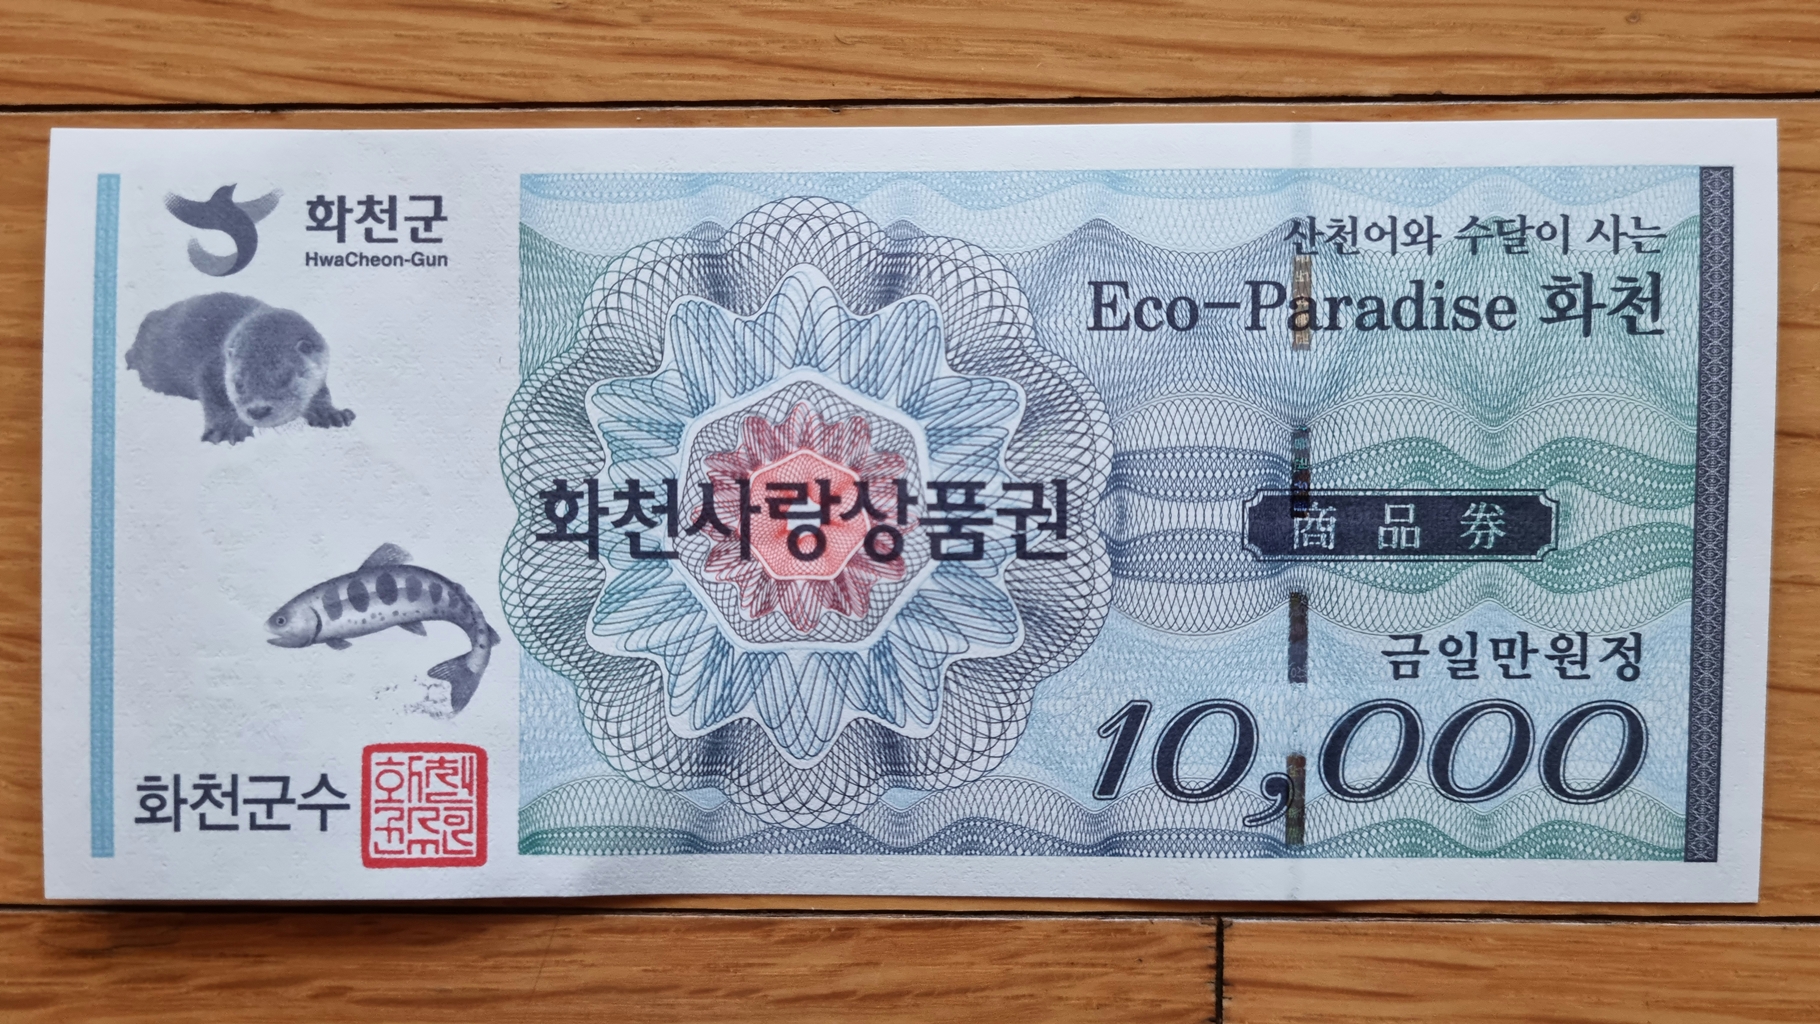 화천군
HwaCheon-Gun
산천어와 수달이 사는
Eco-Paradise 화천
화천사랑상품권
商品券
금일만원정
10,000
화천군수